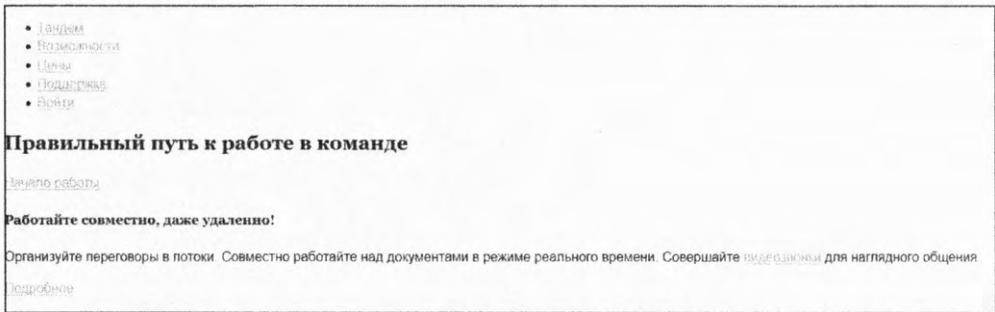 Тандем
Возможности
Цены
Поддержка
Войти
Правильный путь к работе в команде
Начало работы
Работайте совместно, даже удаленно!
Организуйте переговоры в потоки. Совместно работайте над документами в режиме реального времени. Совершайте видеозвонки для наглядного общения
Подробное